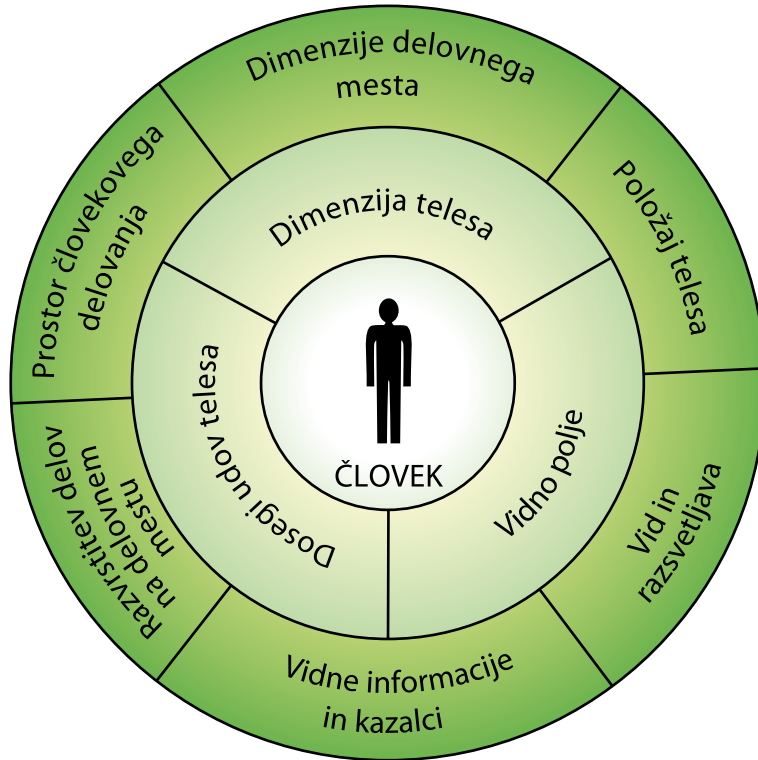 Dimenzije delovnega
mesta
Položaj telesa
Vid in
razsvetljava
Vidne informacije
in kazalci
Razvrstitev delov
na delovnem
mestu
Prostor človekovega
delovanja
Dimenzija telesa
Vidno polje
Dosegi udov telesa
ČLOVEK